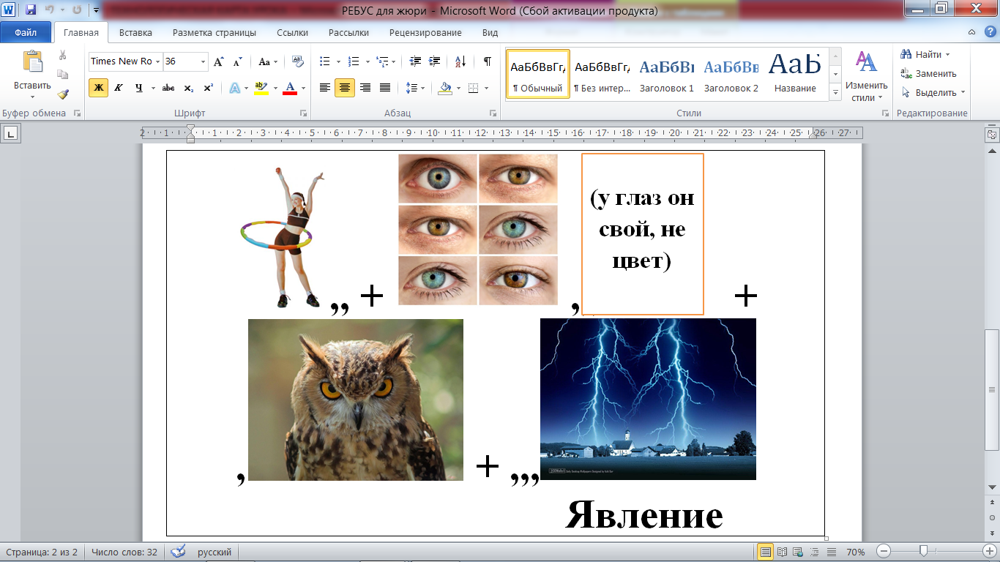 РЕБУС для жюри - Microsoft Word (Сбой активации продукта)
Файл Главная Вставка Разметка страницы Ссылки Рассылки Рецензирование Вид
Times New Ro 36 Аа АаБбВвГг, АаБбВвГг, АаБбВı АаБбВв АаБ
Вставить Ж К Ч abc x₂ x² А ab А ¶ Обычный ¶ Без интер... Заголовок 1 Заголовок 2 Название Изменить стили
Найти
Заменить
Выделить
Буфер обмена Шрифт Абзац Стили Редактирование
2 1 1 2 3 4 5 6 7 8 9 10 11 12 13 14 15 16 17 18 19 20 21 22 23 24 25 26 27
(у глаз он
свой, не
цвет)
,, + , +
, + ,,,
Явление
Страница: 2 из 2 Число слов: 32 русский 70%